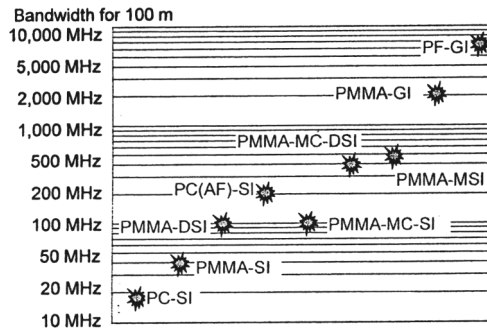 Bandwidth for 100 m
10,000 MHz
PF-GI
5,000 MHz
PMMA-GI
2,000 MHz
1,000 MHz
PMMA-MC-DSI
500 MHz
PMMA-MSI
PC(AF)-SI
200 MHz
PMMA-DSI
100 MHz
PMMA-MC-SI
50 MHz
PMMA-SI
20 MHz
PC-SI
10 MHz